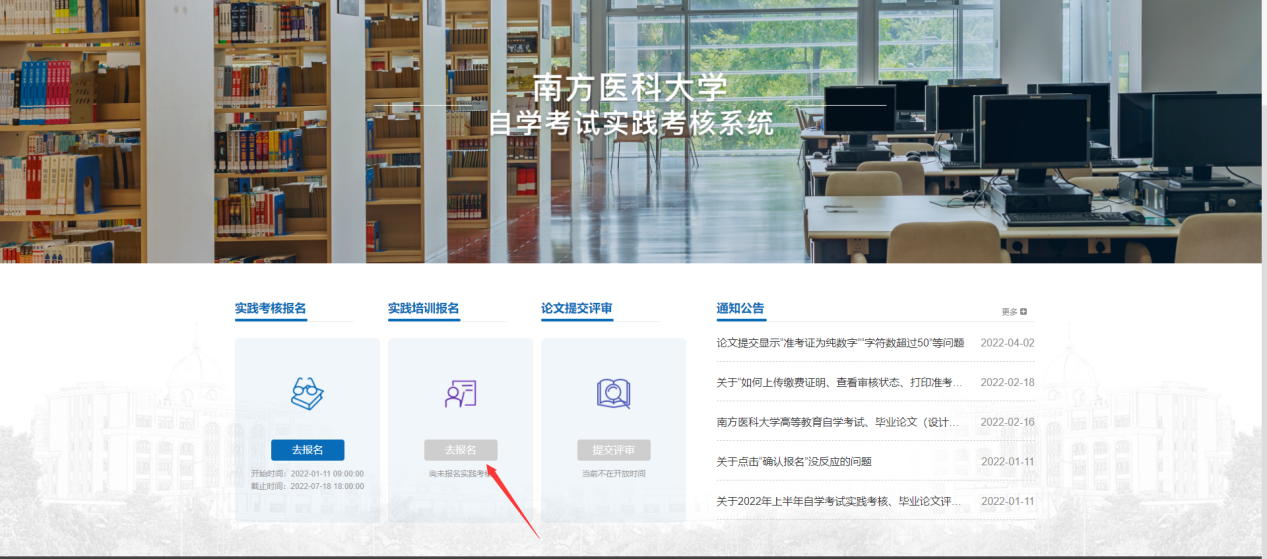 南方医科大学
自学考试实践考核系统
实践考核报名
实践培训报名
论文提交评审
通知公告
更多
去报名
开始时间：2022-01-11 09:00:00
截止时间：2022-07-18 18:00:00
去报名
尚未报名实践考核
提交评审
当前不在开放时间
论文提交显示“准考证为纯数字”“字符数超过50”等问题 2022-04-02
关于“如何上传缴费证明、查看审核状态、打印准考... 2022-02-18
南方医科大学高等教育自学考试、毕业论文（设计... 2022-02-16
关于点击“确认报名”没反应的问题 2022-01-11
关于2022年上半年自学考试实践考核、毕业论文评... 2022-01-11